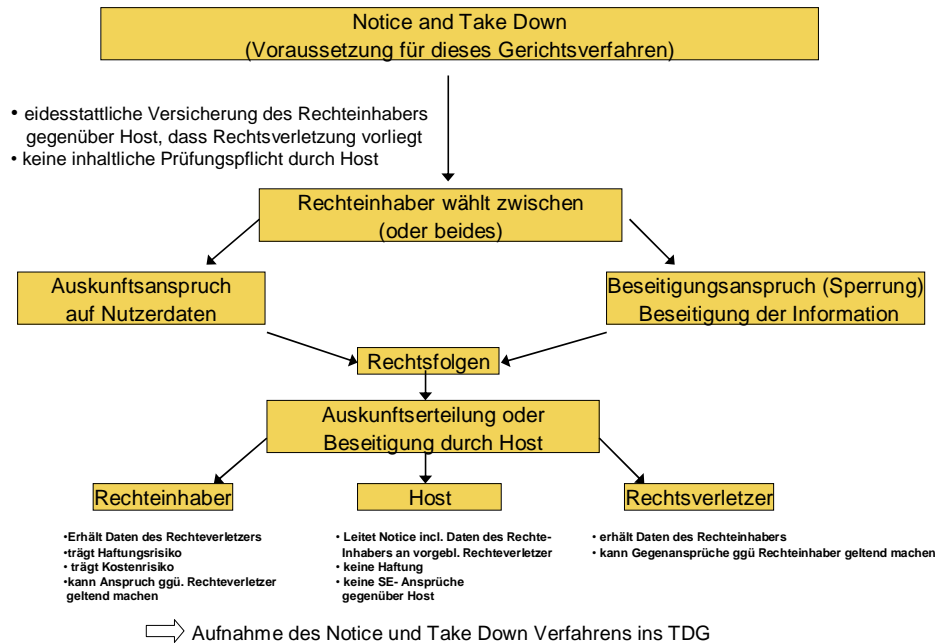 Notice and Take Down
(Voraussetzung für dieses Gerichtsverfahren)
• eidesstattliche Versicherung des Rechteinhabers
gegenüber Host, dass Rechtsverletzung vorliegt
• keine inhaltliche Prüfungspflicht durch Host
Rechteinhaber wählt zwischen
(oder beides)
Auskunftsanspruch
auf Nutzerdaten
Beseitigungsanspruch (Sperrung)
Beseitigung der Information
Rechtsfolgen
Auskunftserteilung oder
Beseitigung durch Host
Rechteinhaber
•Erhält Daten des Rechteverletzers
•trägt Haftungsrisiko
• trägt Kostenrisiko
•kann Anspruch ggü. Rechteverletzer
geltend machen
Host
• Leitet Notice incl. Daten des Rechte-
Inhabers an vorgebl. Rechteverletzer
• keine Haftung
• keine SE- Ansprüche
gegenüber Host
Rechtsverletzer
• erhält Daten des Rechteinhabers
• kann Gegenansprüche ggü Rechteinhaber geltend machen
Aufnahme des Notice und Take Down Verfahrens ins TDG